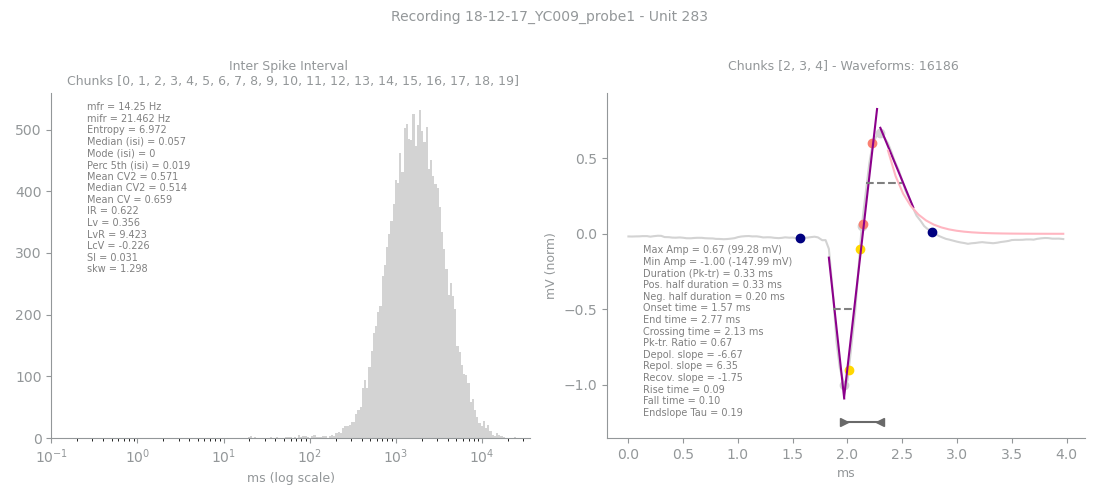 Recording 18-12-17_YC009_probe1 - Unit 283
Inter Spike Interval
Chunks [0, 1, 2, 3, 4, 5, 6, 7, 8, 9, 10, 11, 12, 13, 14, 15, 16, 17, 18, 19]
mfr = 14.25 Hz
mifr = 21.462 Hz
Entropy = 6.972
Median (isi) = 0.057
Mode (isi) = 0
Perc 5th (isi) = 0.019
Mean CV2 = 0.571
Median CV2 = 0.514
Mean CV = 0.659
IR = 0.622
Lv = 0.356
LvR = 9.423
LcV = -0.226
SI = 0.031
skw = 1.298
500
400
300
200
100
0
10⁻¹ 10⁰ 10¹ 10² 10³ 10⁴
ms (log scale)
Chunks [2, 3, 4] - Waveforms: 16186
mV (norm)
0.5
0.0
−0.5
−1.0
Max Amp = 0.67 (99.28 mV)
Min Amp = -1.00 (-147.99 mV)
Duration (Pk-tr) = 0.33 ms
Pos. half duration = 0.33 ms
Neg. half duration = 0.20 ms
Onset time = 1.57 ms
End time = 2.77 ms
Crossing time = 2.13 ms
Pk-tr. Ratio = 0.67
Depol. slope = -6.67
Repol. slope = 6.35
Recov. slope = -1.75
Rise time = 0.09
Fall time = 0.10
Endslope Tau = 0.19
0.0 0.5 1.0 1.5 2.0 2.5 3.0 3.5 4.0
ms